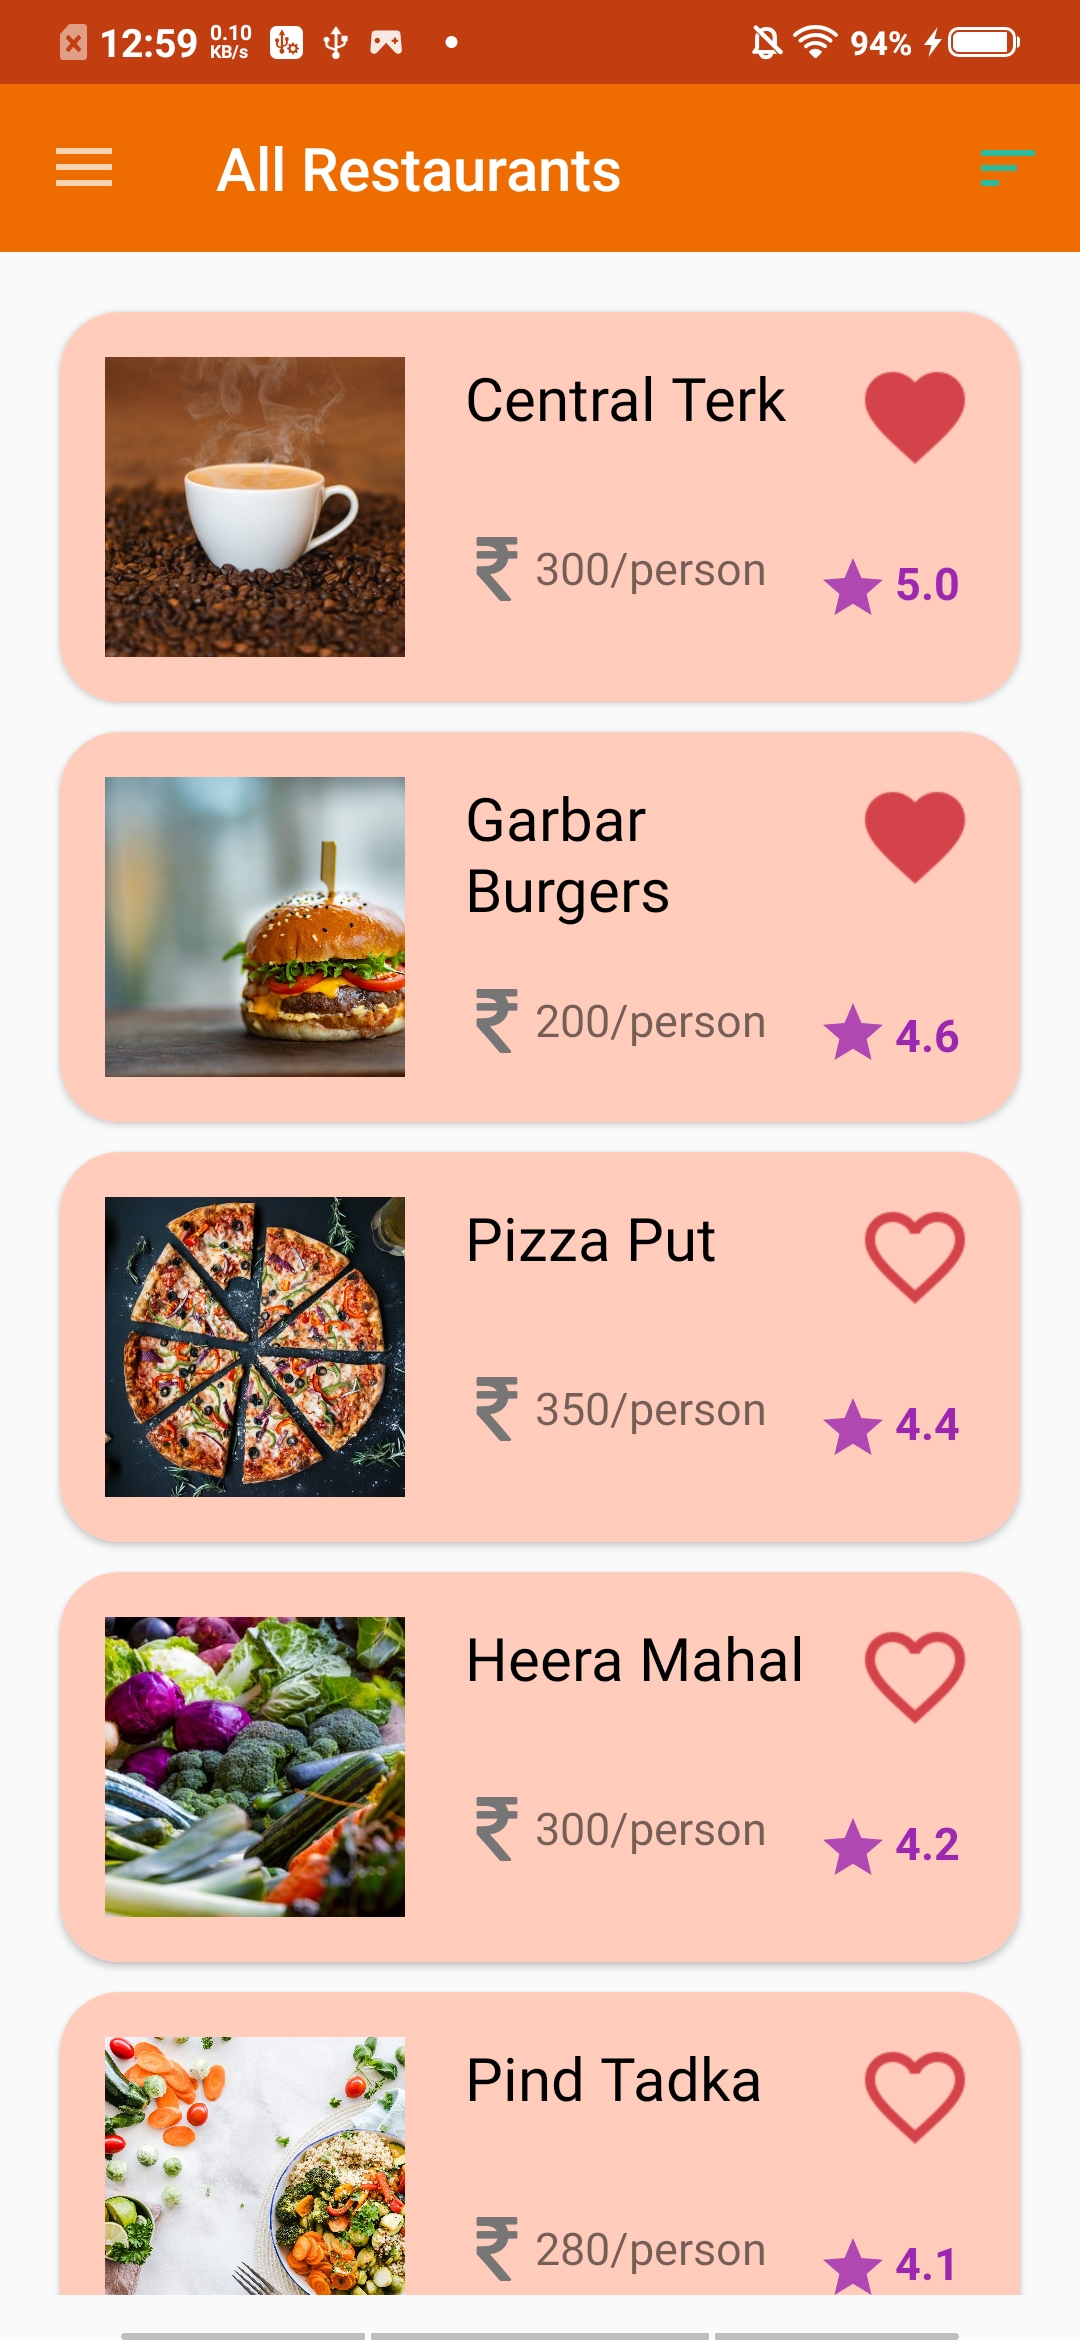 12:59 0.10 KB/s 94%
All Restaurants
Central Terk
₹ 300/person 5.0
Garbar
Burgers
₹ 200/person 4.6
Pizza Put
₹ 350/person 4.4
Heera Mahal
₹ 300/person 4.2
Pind Tadka
₹ 280/person 4.1